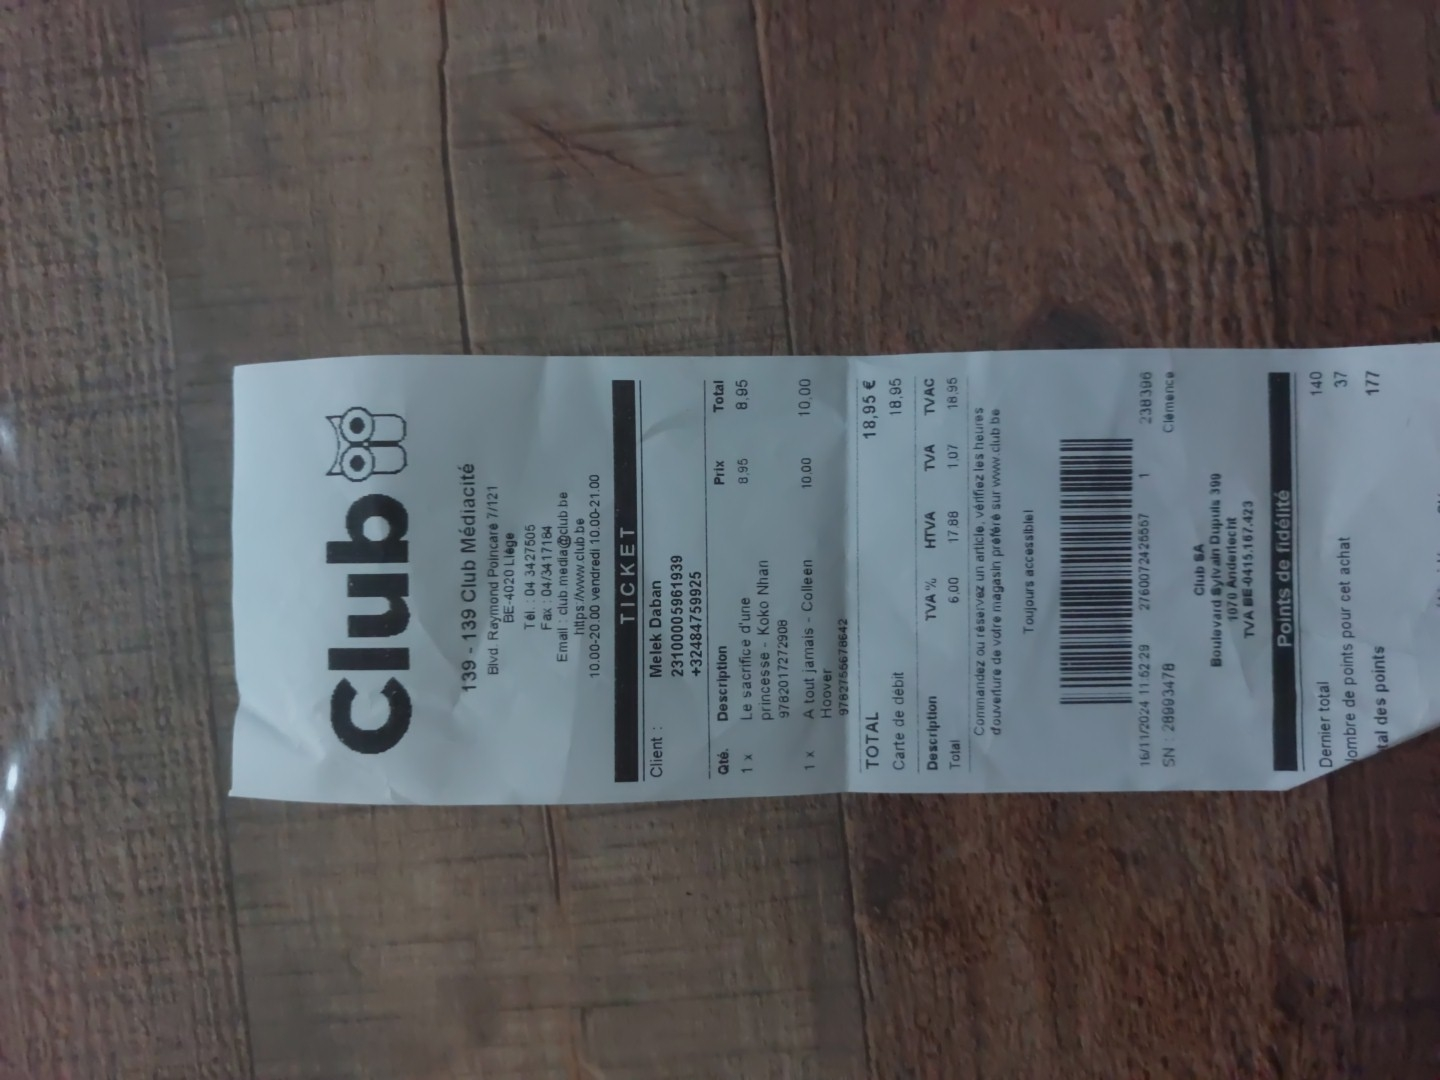 Club
139 - 139 Club Médiacité
Blvd. Raymond Poincaré 7/121
BE-4020 Liège
Tél : 04 3427505
Fax : 04/3417184
Email : club.media@club.be
https://www.club.be
10.00-20.00 vendredi 10.00-21.00
TICKET
Client : Melek Daban
2310005961939
+32484759925
Qté. Description Prix Total
1 x Le sacrifice d'une 8,95 8,95
princesse - Koko Nhan
9782017272908
1 x A tout jamais - Colleen 10,00 10,00
Hoover
9782755678642
TOTAL 18,95 €
Carte de débit 18,95
Description TVA % HTVA TVA TVAC
Total 6,00 17,88 1,07 18,95
Commandez ou réservez un article, vérifiez les heures
d'ouverture de votre magasin préféré sur www.club.be
Toujours accessible!
16/11/2024 11:52:29 1 238396
SN : 28993478 Clémence
Club SA
Boulevard Sylvain Dupuis 399
1070 Anderlecht
TVA BE-0415.167.423
Points de fidélité
Dernier total 140
ombre de points pour cet achat 37
tal des points 177